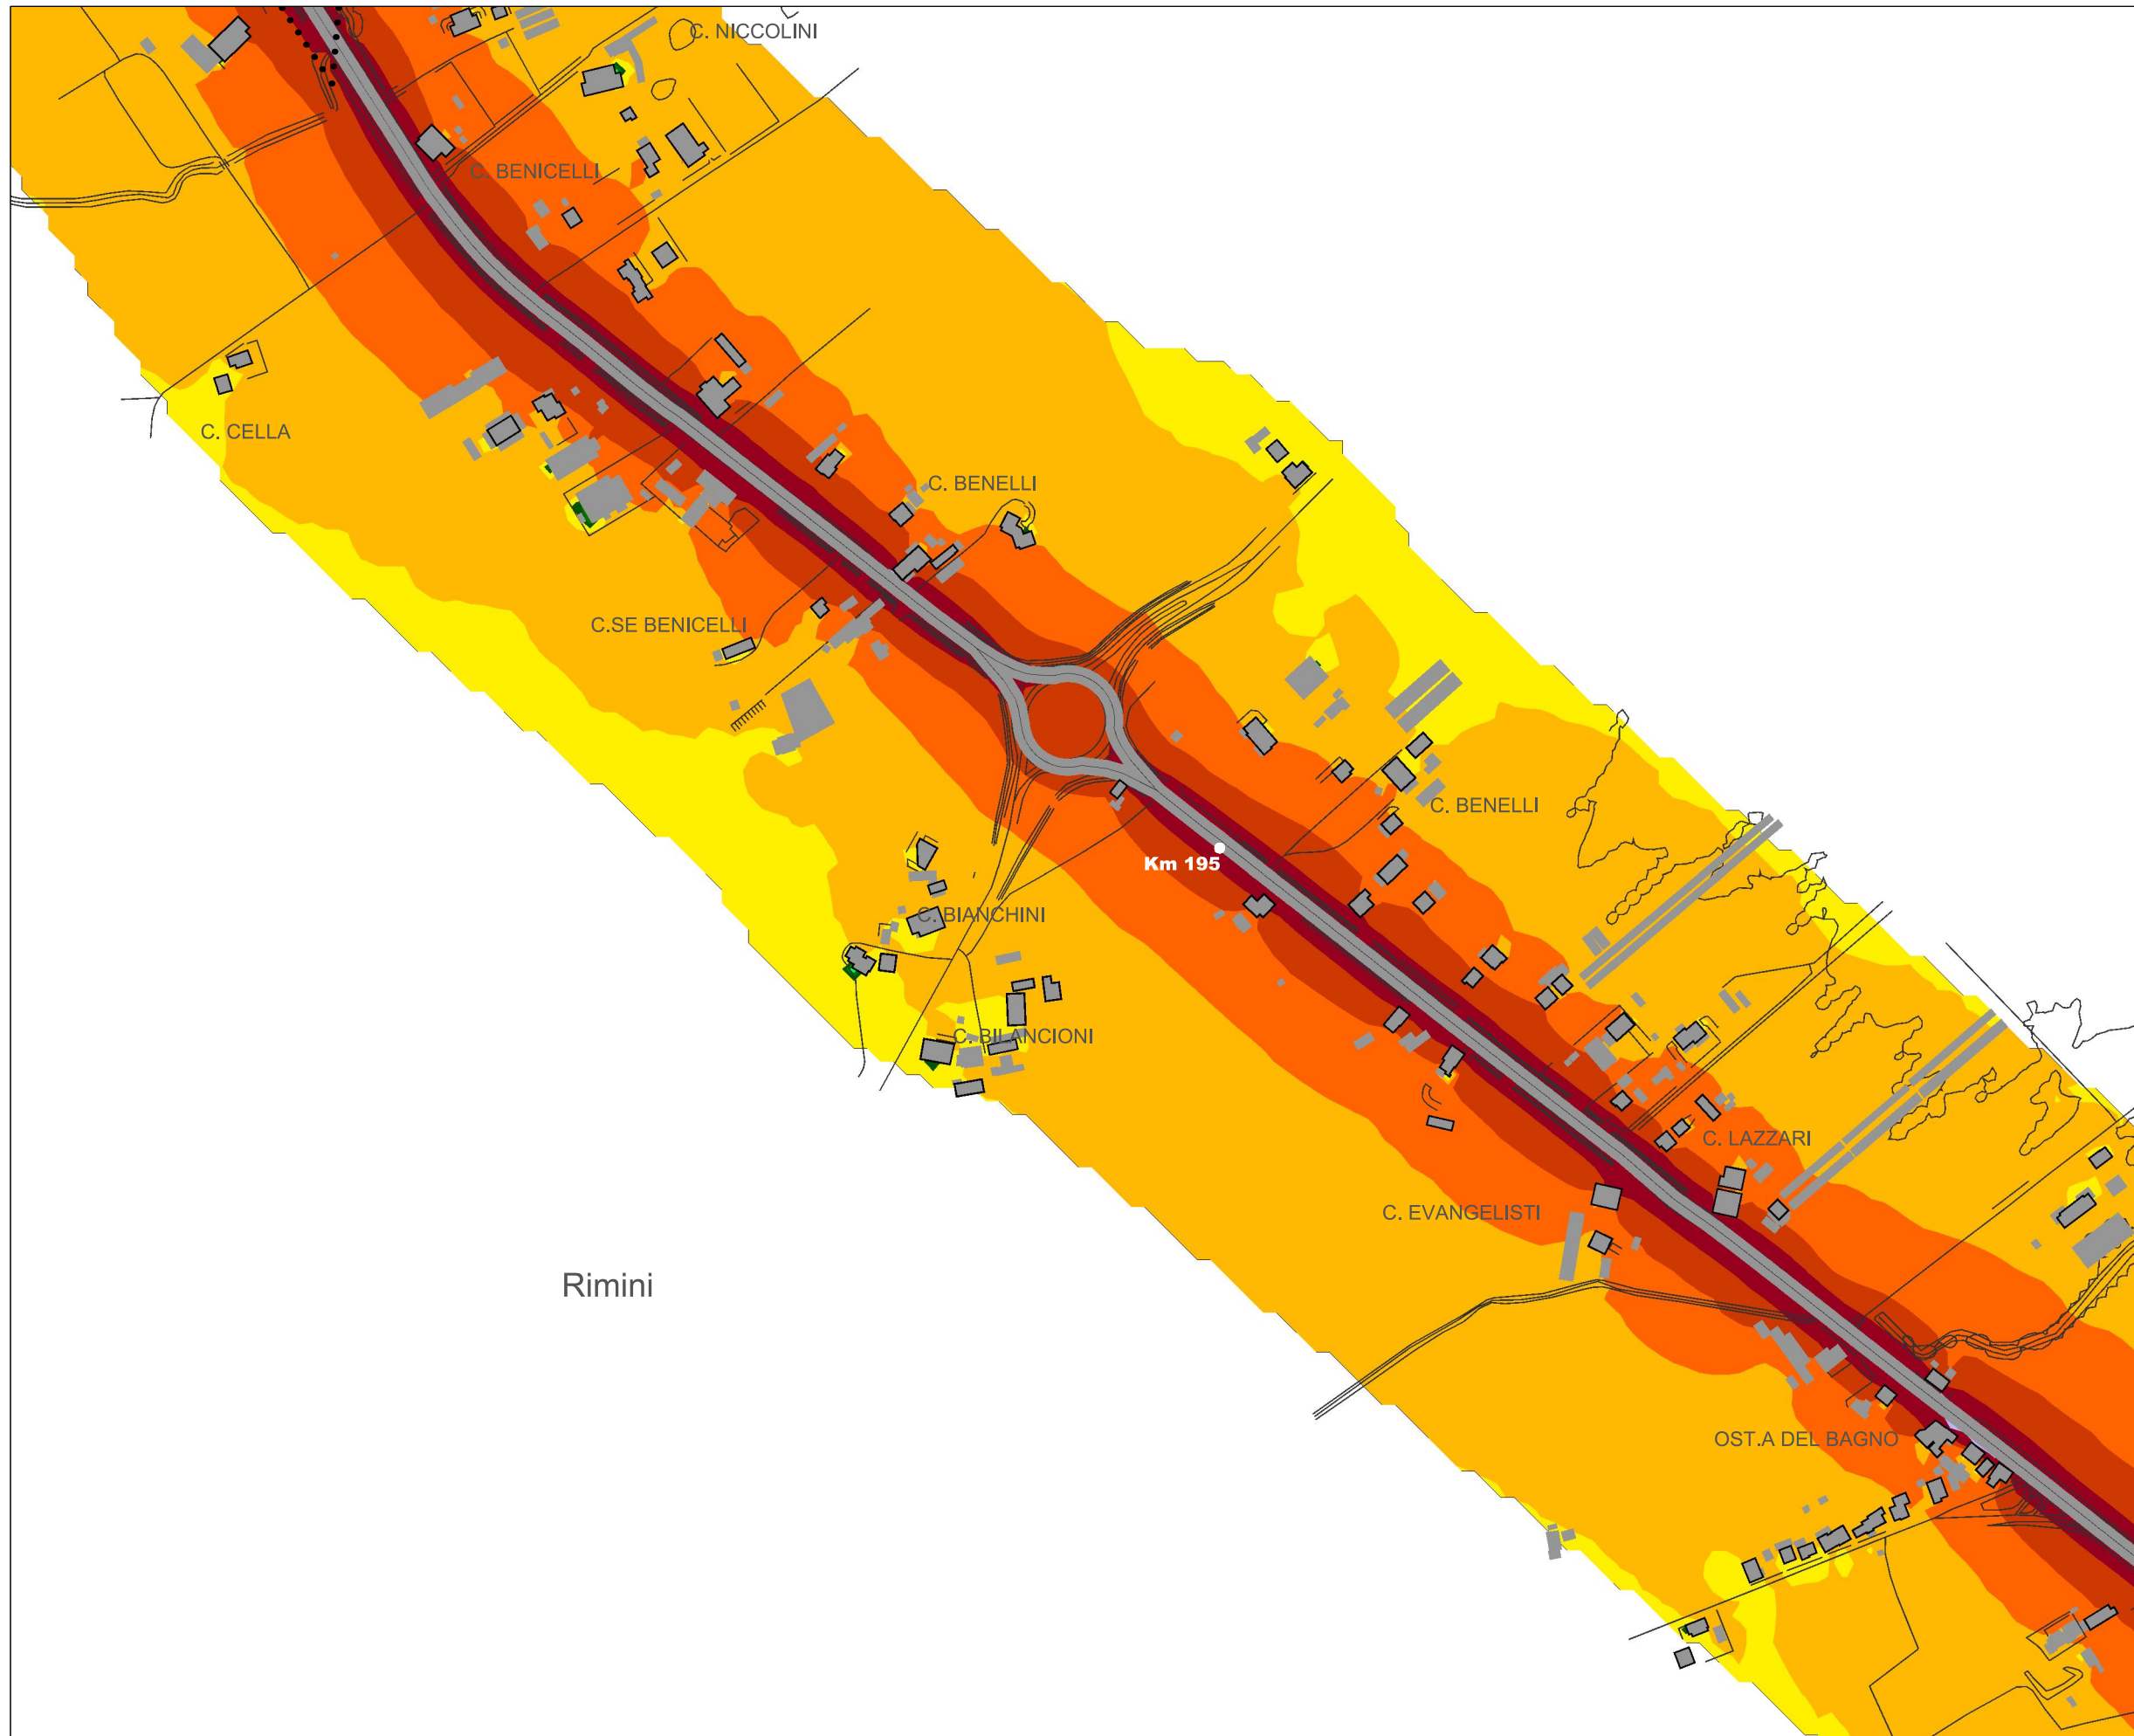 C. NICCOLINI
C. BENICELLI
C. CELLA
C. BENELLI
C.SE BENICELLI
C. BENELLI
Km 195
C. BIANCHINI
C. BILANCIONI
C. LAZZARI
C. EVANGELISTI
Rimini
OST.A DEL BAGNO